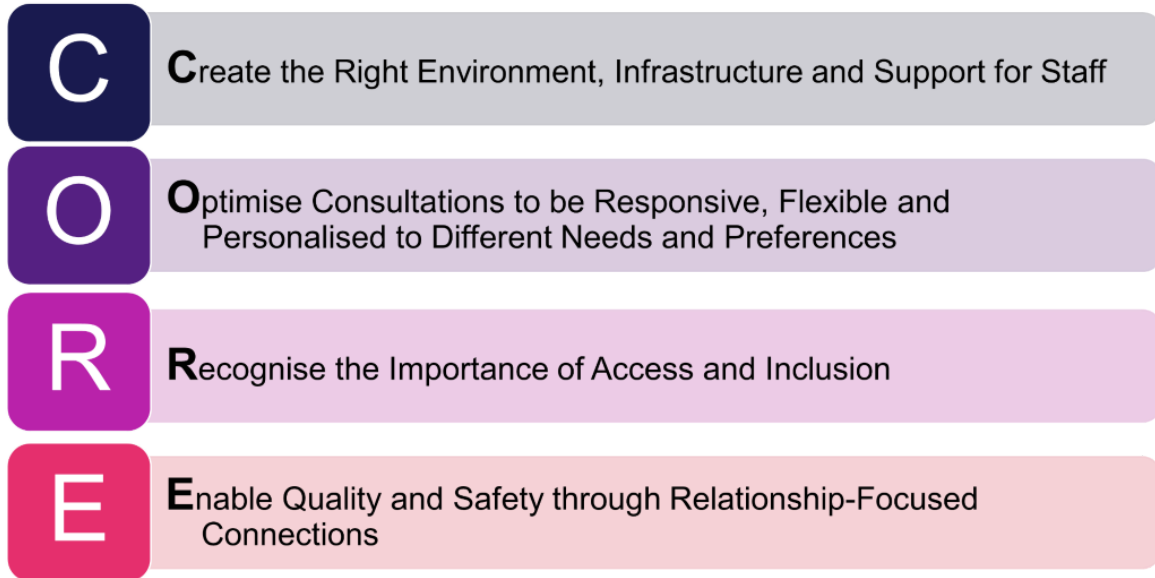 C
Create the Right Environment, Infrastructure and Support for Staff
O
Optimise Consultations to be Responsive, Flexible and
Personalised to Different Needs and Preferences
R
Recognise the Importance of Access and Inclusion
E
Enable Quality and Safety through Relationship-Focused
Connections